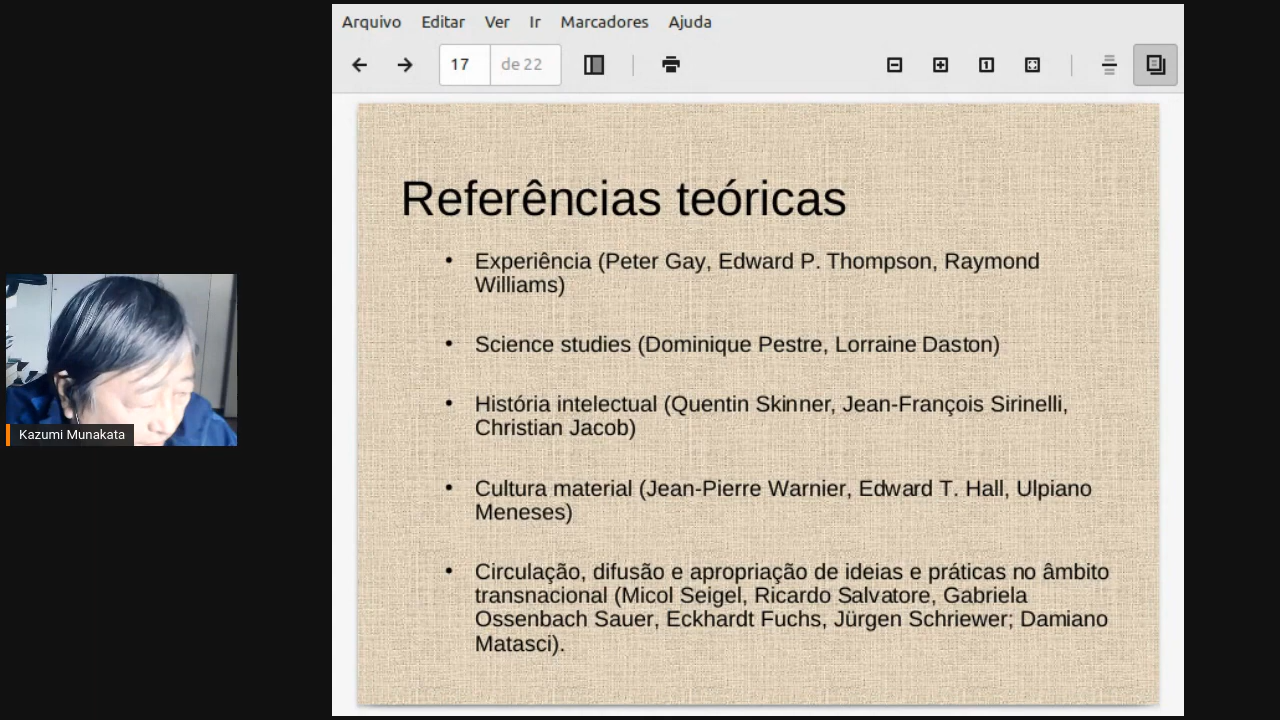 Arquivo Editar Ver Ir Marcadores Ajuda
17 de 22
Referências teóricas
• Experiência (Peter Gay, Edward P. Thompson, Raymond
Williams)
• Science studies (Dominique Pestre, Lorraine Daston)
• História intelectual (Quentin Skinner, Jean-François Sirinelli,
Christian Jacob)
• Cultura material (Jean-Pierre Warnier, Edward T. Hall, Ulpiano
Meneses)
• Circulação, difusão e apropriação de ideias e práticas no âmbito
transnacional (Micol Seigel, Ricardo Salvatore, Gabriela
Ossenbach Sauer, Eckhardt Fuchs, Jürgen Schriewer; Damiano
Matasci).
Kazumi Munakata